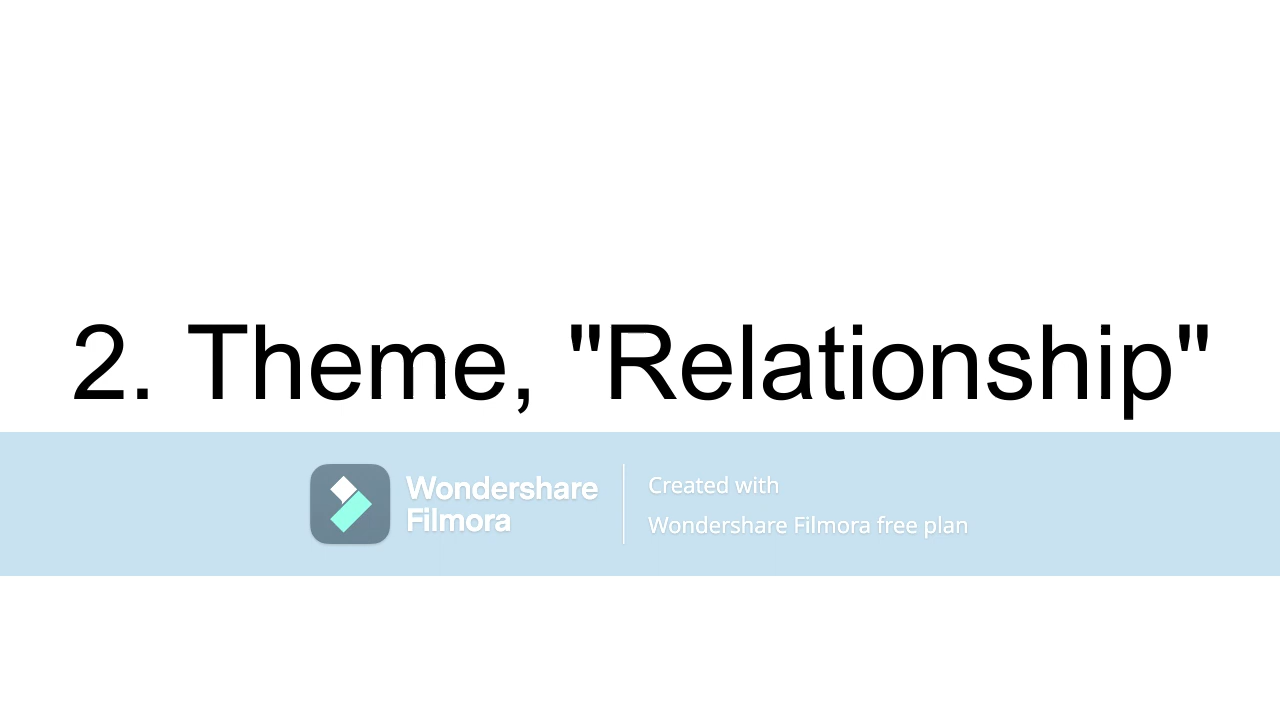 2. Theme, "Relationship"
Wondershare
Filmora
Created with
Wondershare Filmora free plan